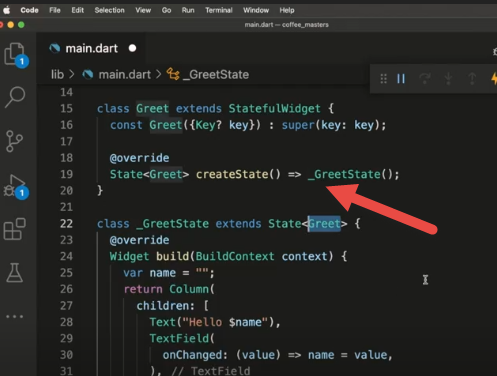 Code File Edit Selection View Go Run Terminal Window Help
main.dart — coffee_masters
main.dart
lib > main.dart > _GreetState
1
1
14
15 class Greet extends StatefulWidget {
16 const Greet({Key? key}) : super(key: key);
17
18 @override
19 State<Greet> createState() => _GreetState();
20 }
21
22 class _GreetState extends State<Greet> {
23 @override
24 Widget build(BuildContext context) {
25 var name = "";
26 return Column(
27 children: [
28 Text("Hello $name"),
29 TextField(
30 onChanged: (value) => name = value,
31 ), // TextField